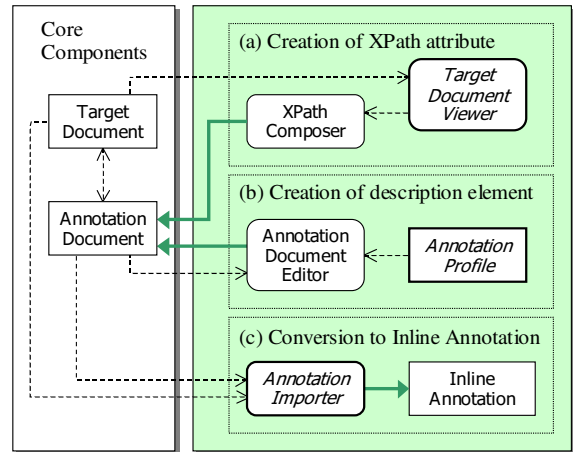 Core
Components
Target
Document
Annotation
Document
(a) Creation of XPath attribute
Target
Document
Viewer
XPath
Composer
(b) Creation of description element
Annotation
Document
Editor
Annotation
Profile
(c) Conversion to Inline Annotation
Annotation
Importer
Inline
Annotation